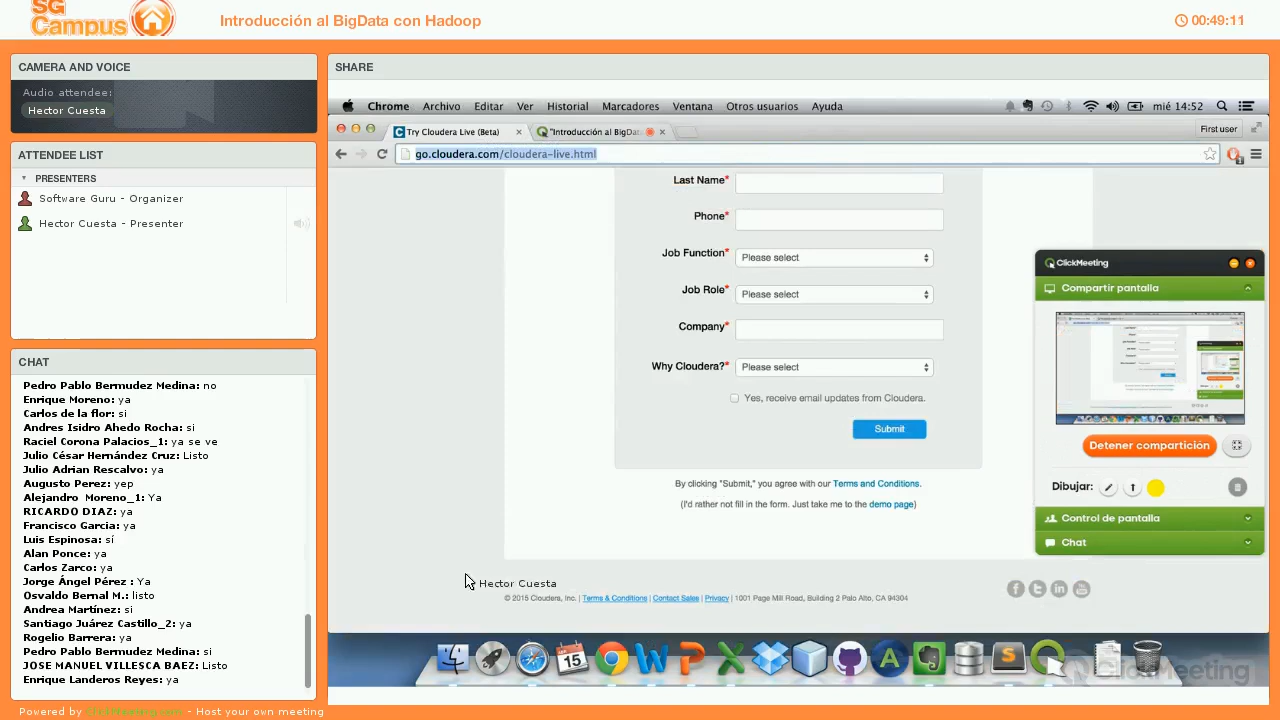 SG
Campus
Introducción al BigData con Hadoop
00:49:11
CAMERA AND VOICE
Audio attendee:
Hector Cuesta
ATTENDEE LIST
PRESENTERS
Software Guru - Organizer
Hector Cuesta - Presenter
CHAT
Pedro Pablo Bermudez Medina: no
Enrique Moreno: ya
Carlos de la flor: si
Andres Isidro Ahedo Rocha: si
Raciel Corona Palacios_1: ya se ve
Julio César Hernández Cruz: Listo
Julio Adrian Rescalvo: ya
Augusto Perez: yep
Alejandro Moreno_1: Ya
RICARDO DIAZ: ya
Francisco Garcia: ya
Luis Espinosa: sí
Alan Ponce: ya
Carlos Zarco: ya
Jorge Ángel Pérez : Ya
Osvaldo Bernal M.: listo
Andrea Martínez: si
Santiago Juárez Castillo_2: ya
Rogelio Barrera: ya
Pedro Pablo Bermudez Medina: si
JOSE MANUEL VILLESCA BAEZ: Listo
Enrique Landeros Reyes: ya
Powered by ClickMeeting.com - Host your own meeting
SHARE
Chrome Archivo Editar Ver Historial Marcadores Ventana Otros usuarios Ayuda
mié 14:52
Try Cloudera Live (Beta)
"Introducción al BigDat
First user
go.cloudera.com/cloudera-live.html
Last Name*
Phone*
Job Function* Please select
Job Role* Please select
Company*
Why Cloudera?* Please select
Yes, receive email updates from Cloudera.
Submit
By clicking "Submit," you agree with our Terms and Conditions.
(I'd rather not fill in the form. Just take me to the demo page)
Hector Cuesta
© 2015 Cloudera, Inc. | Terms & Conditions | Contact Sales | Privacy | 1001 Page Mill Road, Building 2 Palo Alto, CA 94304
ClickMeeting
Compartir pantalla
Detener compartición
Dibujar:
Control de pantalla
Chat
15
ClickMeeting